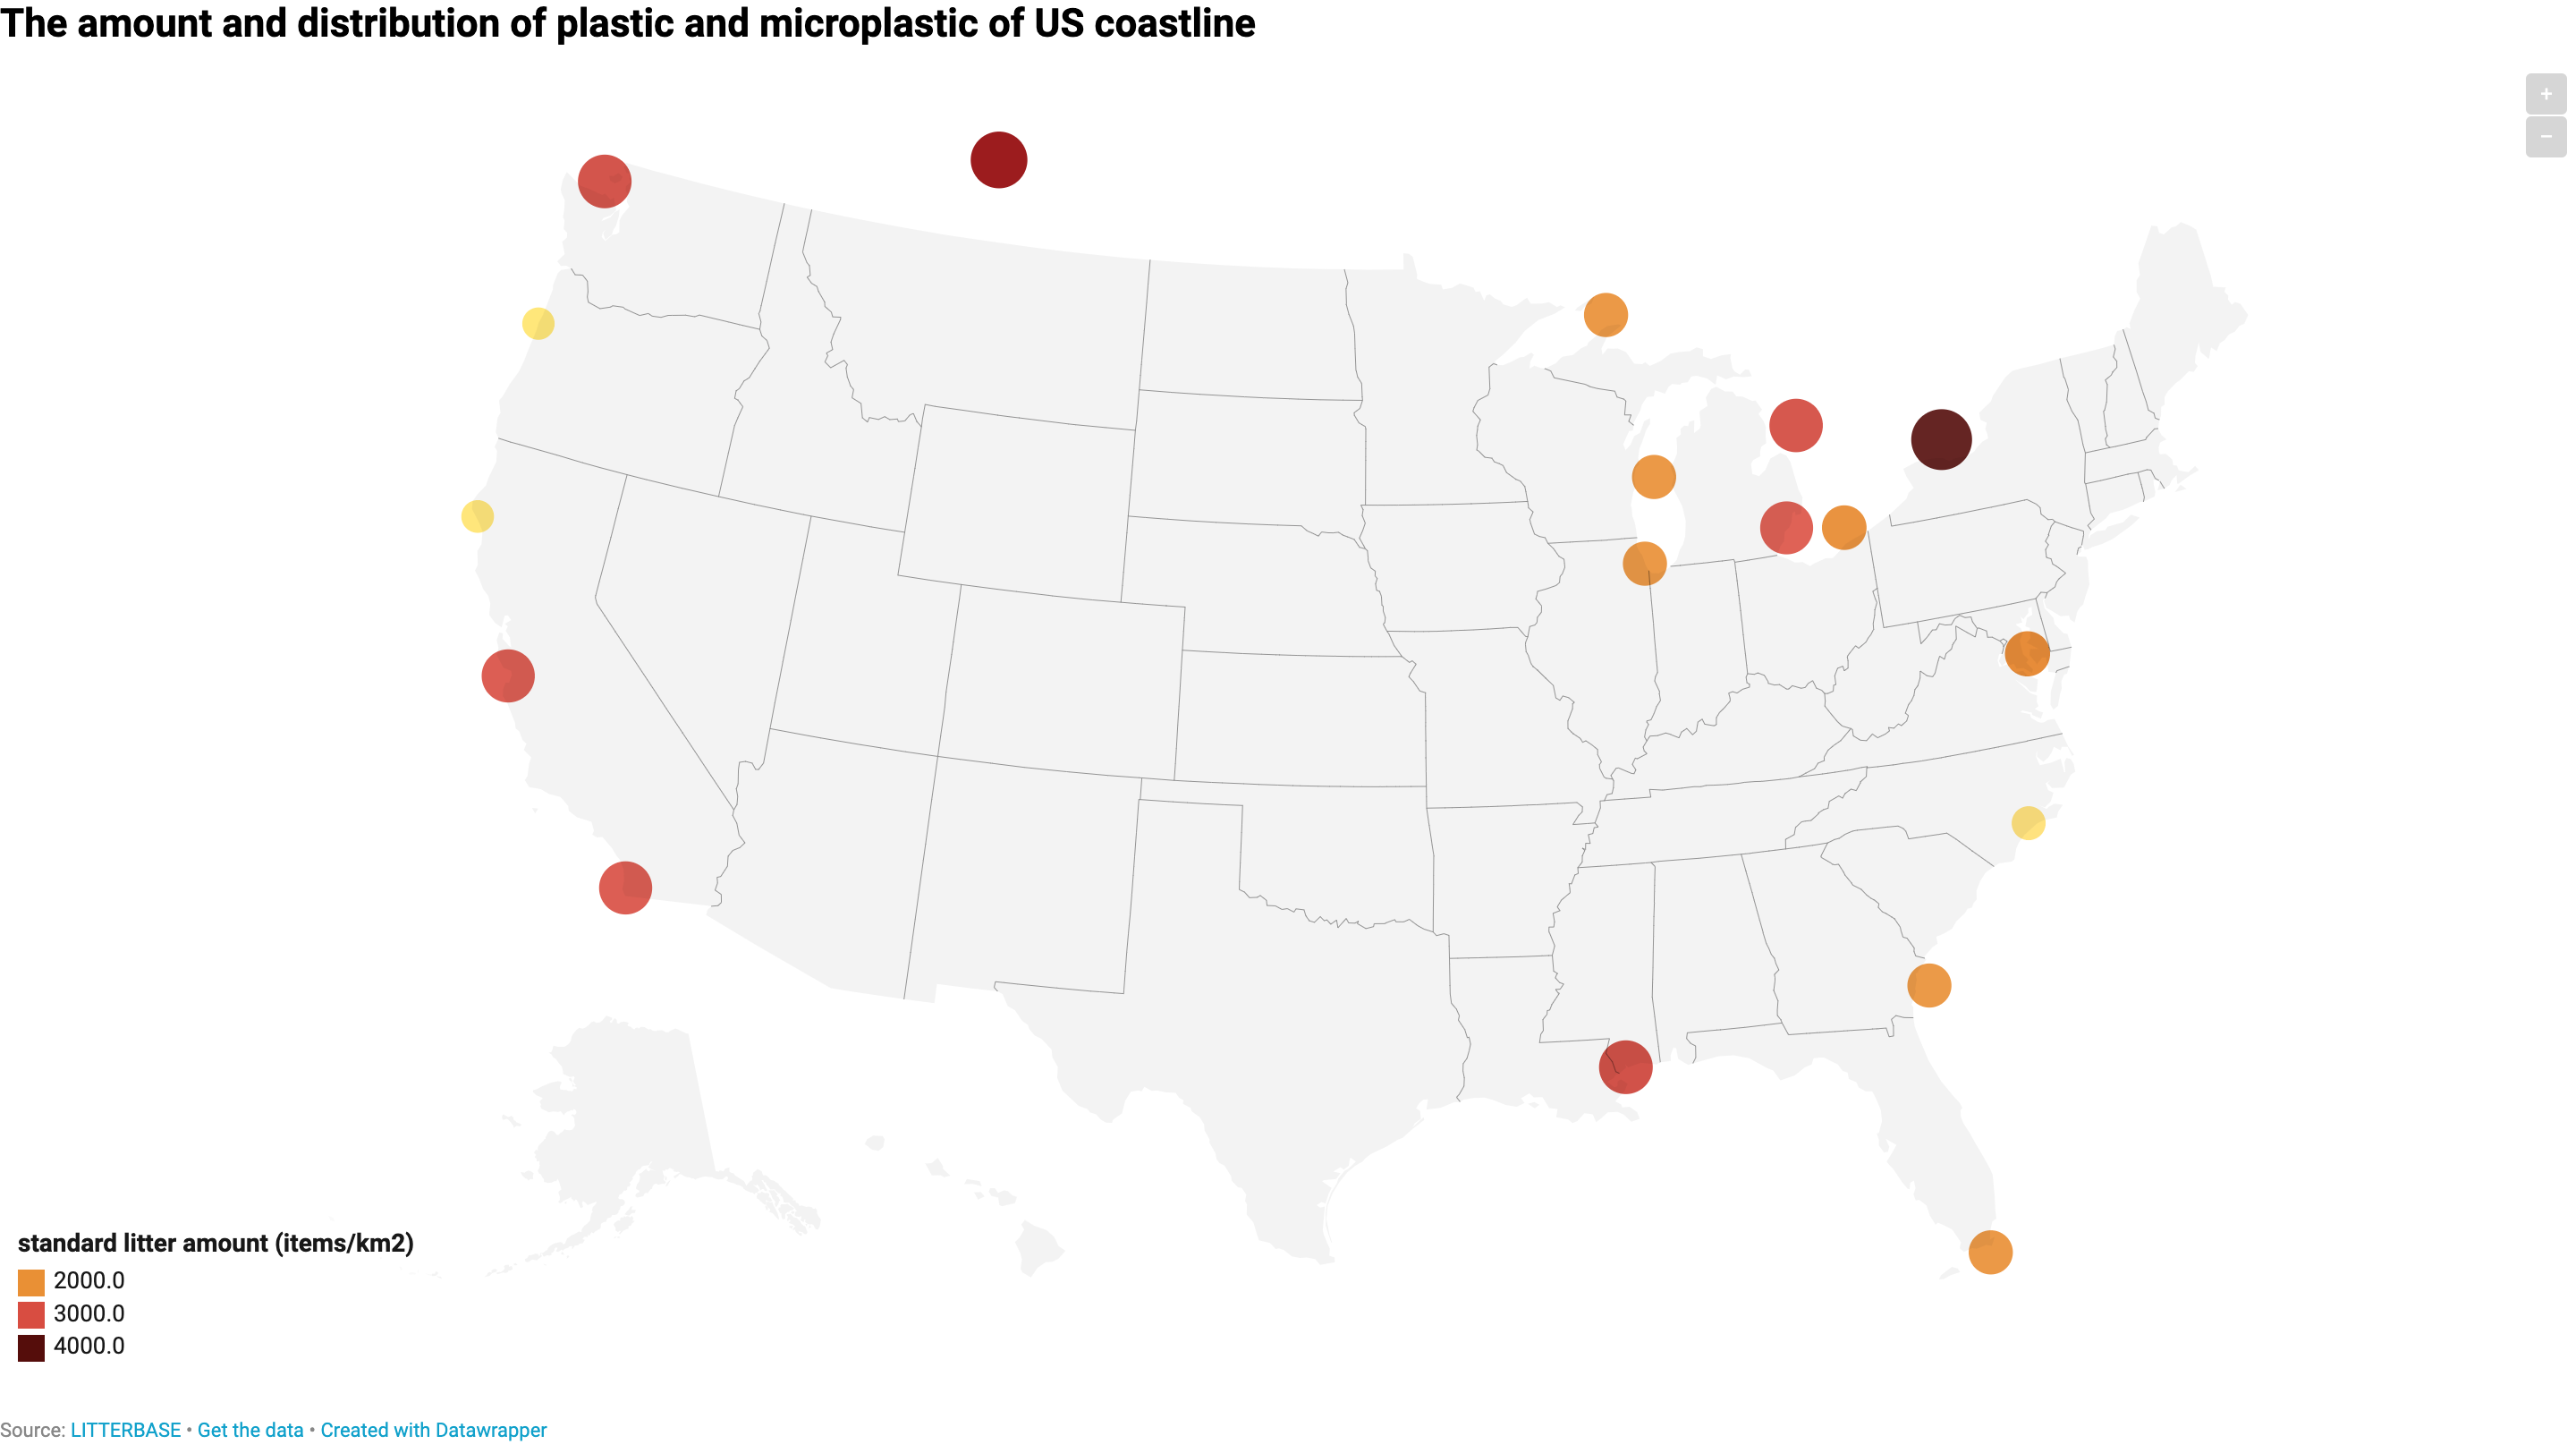 The amount and distribution of plastic and microplastic of US coastline
+
−
standard litter amount (items/km2)
2000.0
3000.0
4000.0
Source: LITTERBASE • Get the data • Created with Datawrapper